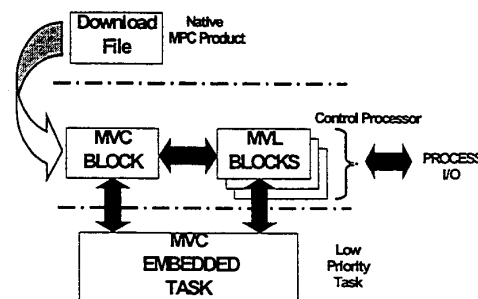 Download
File
Native
MPC Product
Control Processor
MVC
BLOCK
MVL
BLOCKS
PROCESS
I/O
MVC
EMBEDDED
TASK
Low
Priority
Task